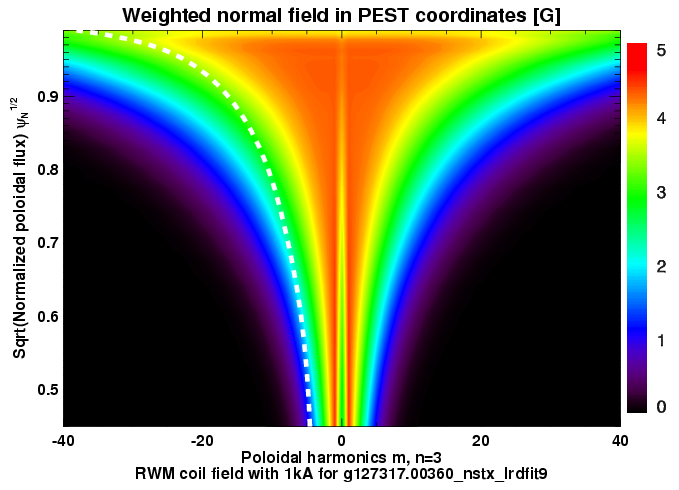 Weighted normal field in PEST coordinates [G]
Sqrt(Normalized poloidal flux) ψN^1/2
0.9
0.8
0.7
0.6
0.5
-40 -20 0 20 40
5
4
3
2
1
0
Poloidal harmonics m, n=3
RWM coil field with 1kA for g127317.00360_nstx_lrdfit9